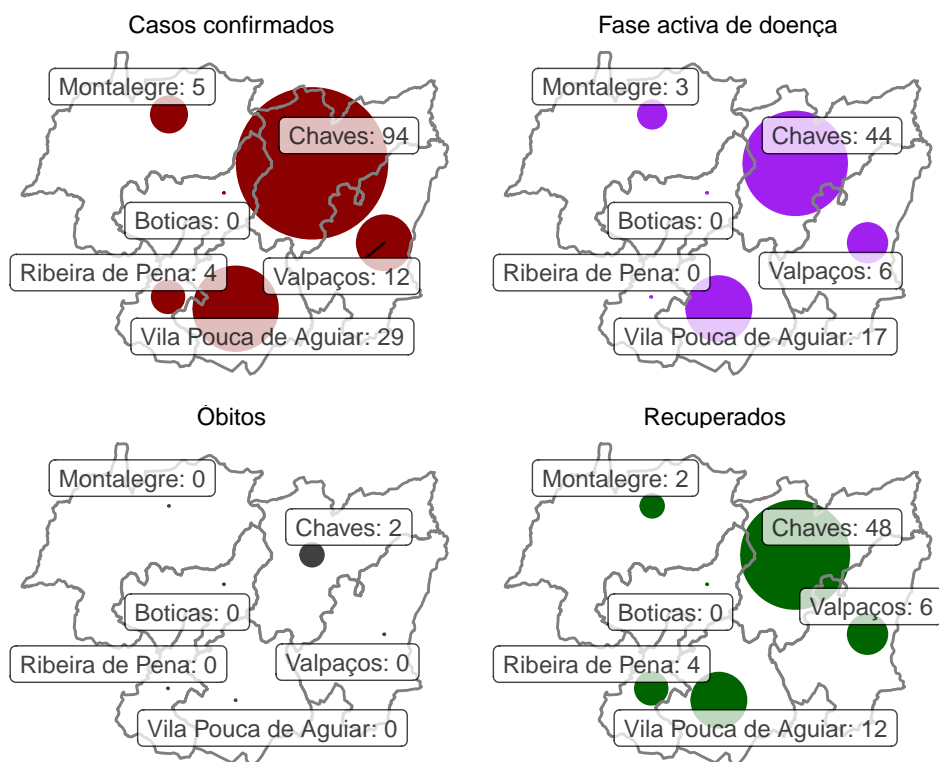 Casos confirmados
Montalegre: 5
Chaves: 94
Boticas: 0
Ribeira de Pena: 4
Valpaços: 12
Vila Pouca de Aguiar: 29
Fase activa de doença
Montalegre: 3
Chaves: 44
Boticas: 0
Ribeira de Pena: 0
Valpaços: 6
Vila Pouca de Aguiar: 17
Óbitos
Montalegre: 0
Chaves: 2
Boticas: 0
Ribeira de Pena: 0
Valpaços: 0
Vila Pouca de Aguiar: 0
Recuperados
Montalegre: 2
Chaves: 48
Boticas: 0
Valpaços: 6
Ribeira de Pena: 4
Vila Pouca de Aguiar: 12